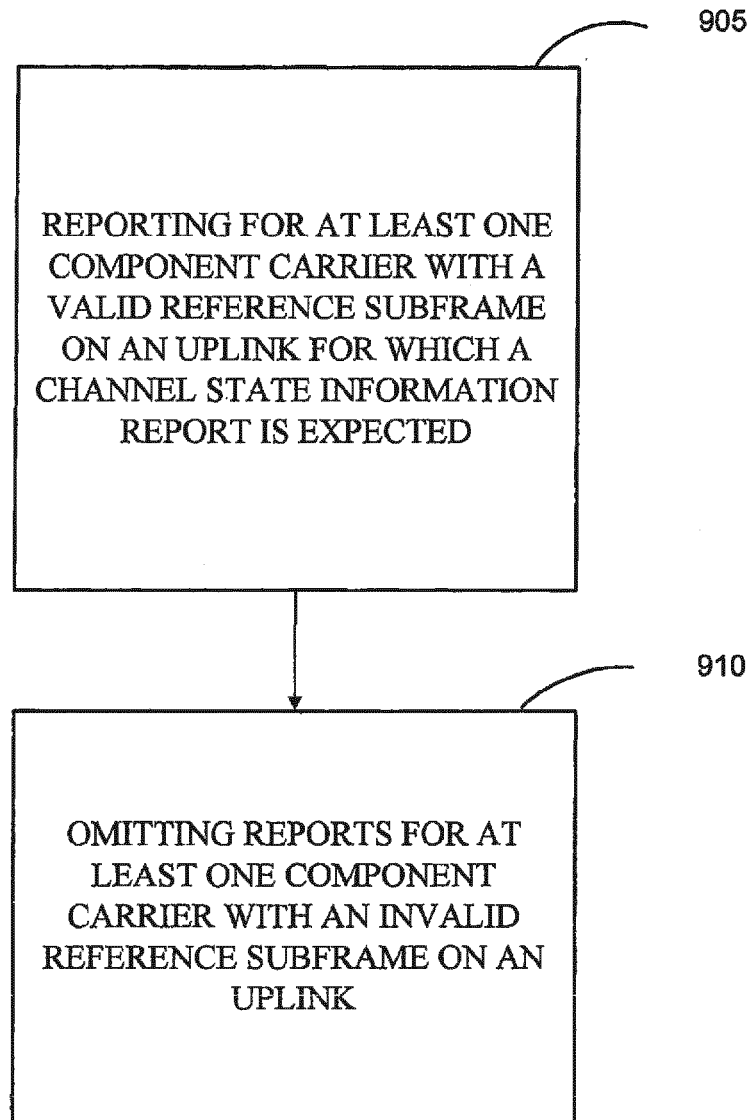 905
REPORTING FOR AT LEAST ONE
COMPONENT CARRIER WITH A
VALID REFERENCE SUBFRAME
ON AN UPLINK FOR WHICH A
CHANNEL STATE INFORMATION
REPORT IS EXPECTED
910
OMITTING REPORTS FOR AT
LEAST ONE COMPONENT
CARRIER WITH AN INVALID
REFERENCE SUBFRAME ON AN
UPLINK